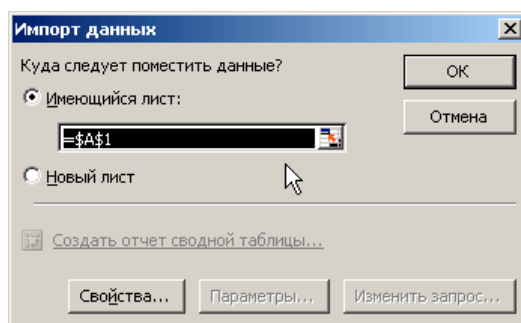 Импорт данных
Куда следует поместить данные?
Имеющийся лист:
=$A$1
Новый лист
OK
Отмена
Создать отчет сводной таблицы...
Свойства...
Параметры...
Изменить запрос...